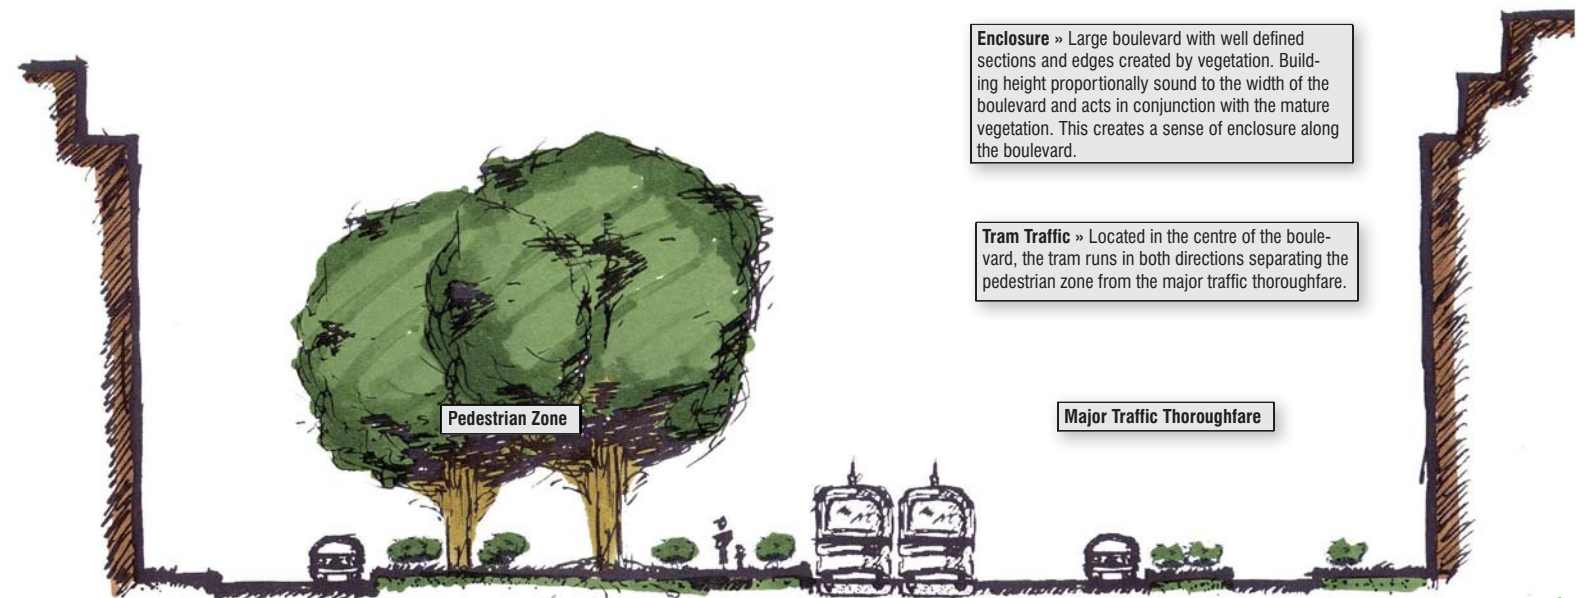 Enclosure » Large boulevard with well defined
sections and edges created by vegetation. Build-
ing height proportionally sound to the width of the
boulevard and acts in conjunction with the mature
vegetation. This creates a sense of enclosure along
the boulevard.
Tram Traffic » Located in the centre of the boule-
vard, the tram runs in both directions separating the
pedestrian zone from the major traffic thoroughfare.
Pedestrian Zone
Major Traffic Thoroughfare